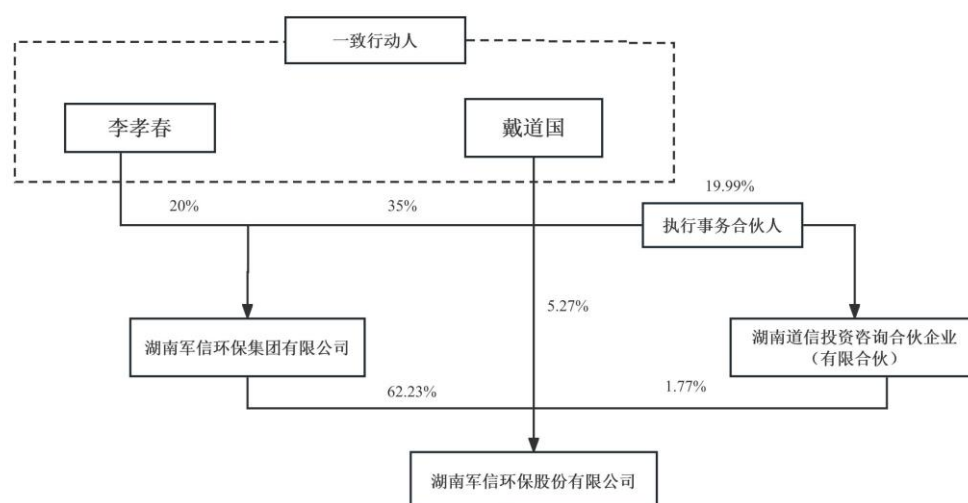 一致行动人
李孝春
戴道国
19.99%
20%
35%
执行事务合伙人
5.27%
湖南军信环保集团有限公司
湖南道信投资咨询合伙企业
（有限合伙）
62.23%
1.77%
湖南军信环保股份有限公司